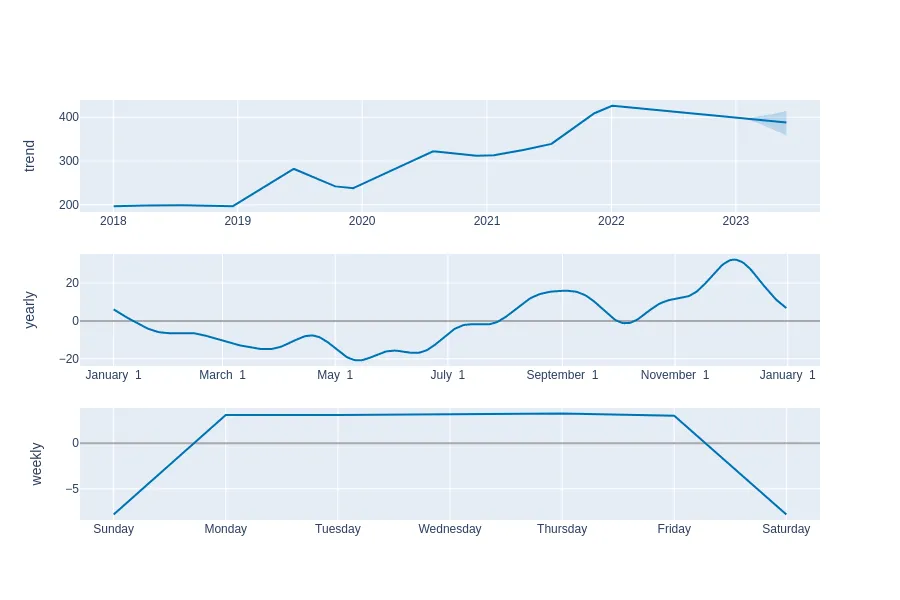 trend
400
300
200
2018 2019 2020 2021 2022 2023
yearly
20
0
−20
January 1 March 1 May 1 July 1 September 1 November 1 January 1
weekly
0
−5
Sunday Monday Tuesday Wednesday Thursday Friday Saturday